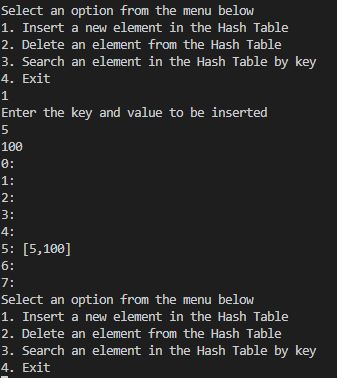 Select an option from the menu below
1. Insert a new element in the Hash Table
2. Delete an element from the Hash Table
3. Search an element in the Hash Table by key
4. Exit
1
Enter the key and value to be inserted
5
100
0:
1:
2:
3:
4:
5: [5,100]
6:
7:
Select an option from the menu below
1. Insert a new element in the Hash Table
2. Delete an element from the Hash Table
3. Search an element in the Hash Table by key
4. Exit